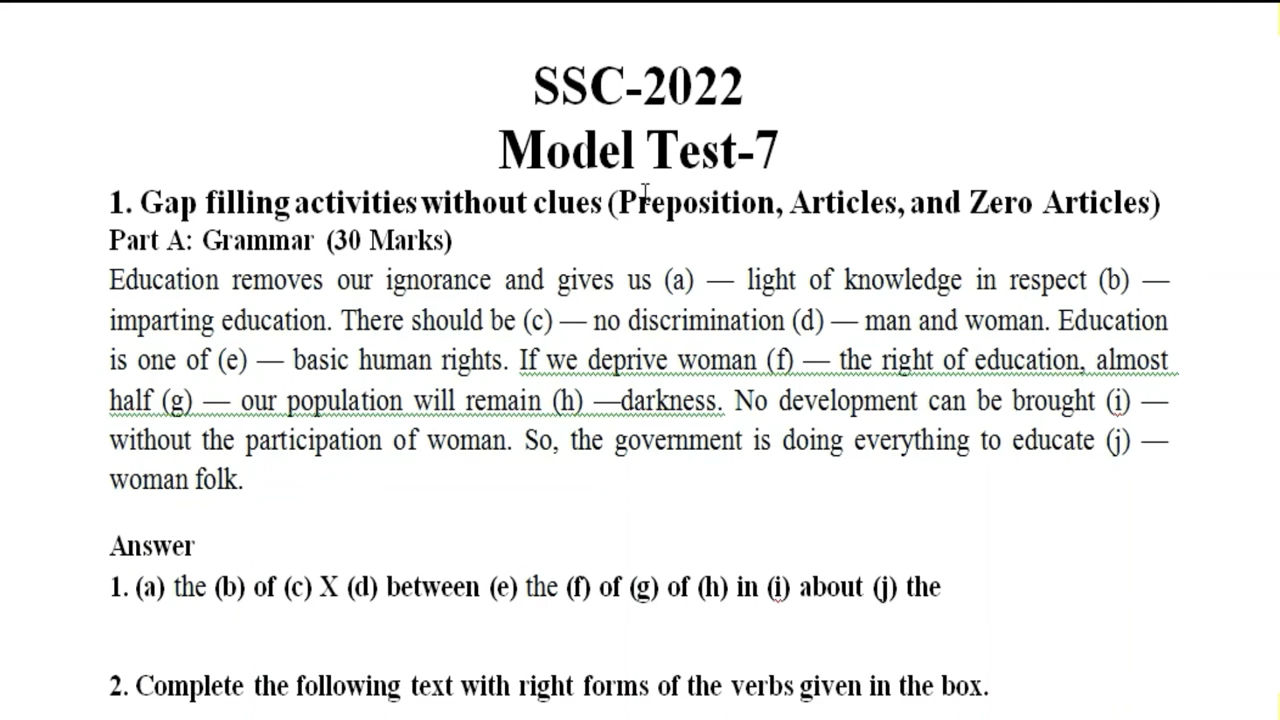 SSC-2022
Model Test-7
1. Gap filling activities without clues (Preposition, Articles, and Zero Articles)
Part A: Grammar (30 Marks)
Education removes our ignorance and gives us (a) — light of knowledge in respect (b) —
imparting education. There should be (c) — no discrimination (d) — man and woman. Education
is one of (e) — basic human rights. If we deprive woman (f) — the right of education, almost
half (g) — our population will remain (h) —darkness. No development can be brought (i) —
without the participation of woman. So, the government is doing everything to educate (j) —
woman folk.
Answer
1. (a) the (b) of (c) X (d) between (e) the (f) of (g) of (h) in (i) about (j) the
2. Complete the following text with right forms of the verbs given in the box.